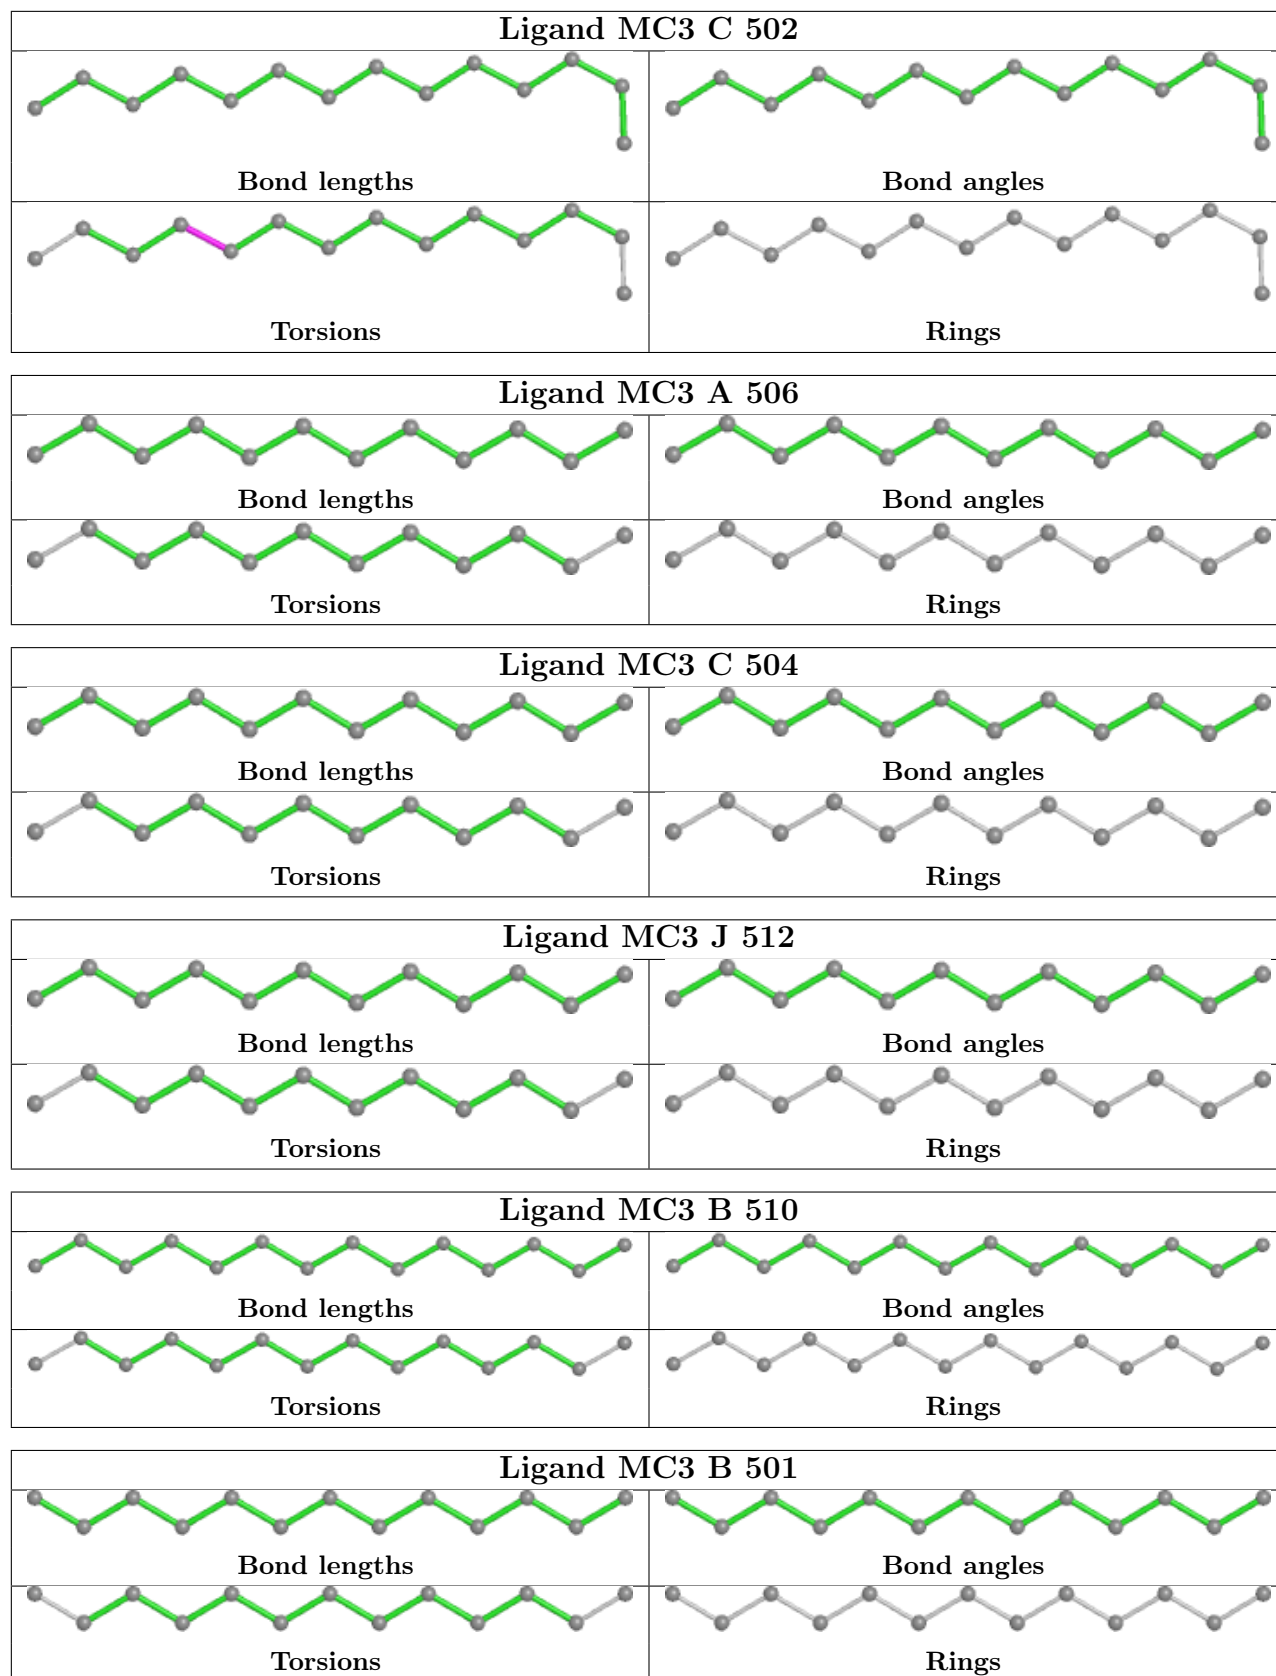 Ligand MC3 C 502
Bond lengths Bond angles
Torsions Rings
Ligand MC3 A 506
Bond lengths Bond angles
Torsions Rings
Ligand MC3 C 504
Bond lengths Bond angles
Torsions Rings
Ligand MC3 J 512
Bond lengths Bond angles
Torsions Rings
Ligand MC3 B 510
Bond lengths Bond angles
Torsions Rings
Ligand MC3 B 501
Bond lengths Bond angles
Torsions Rings